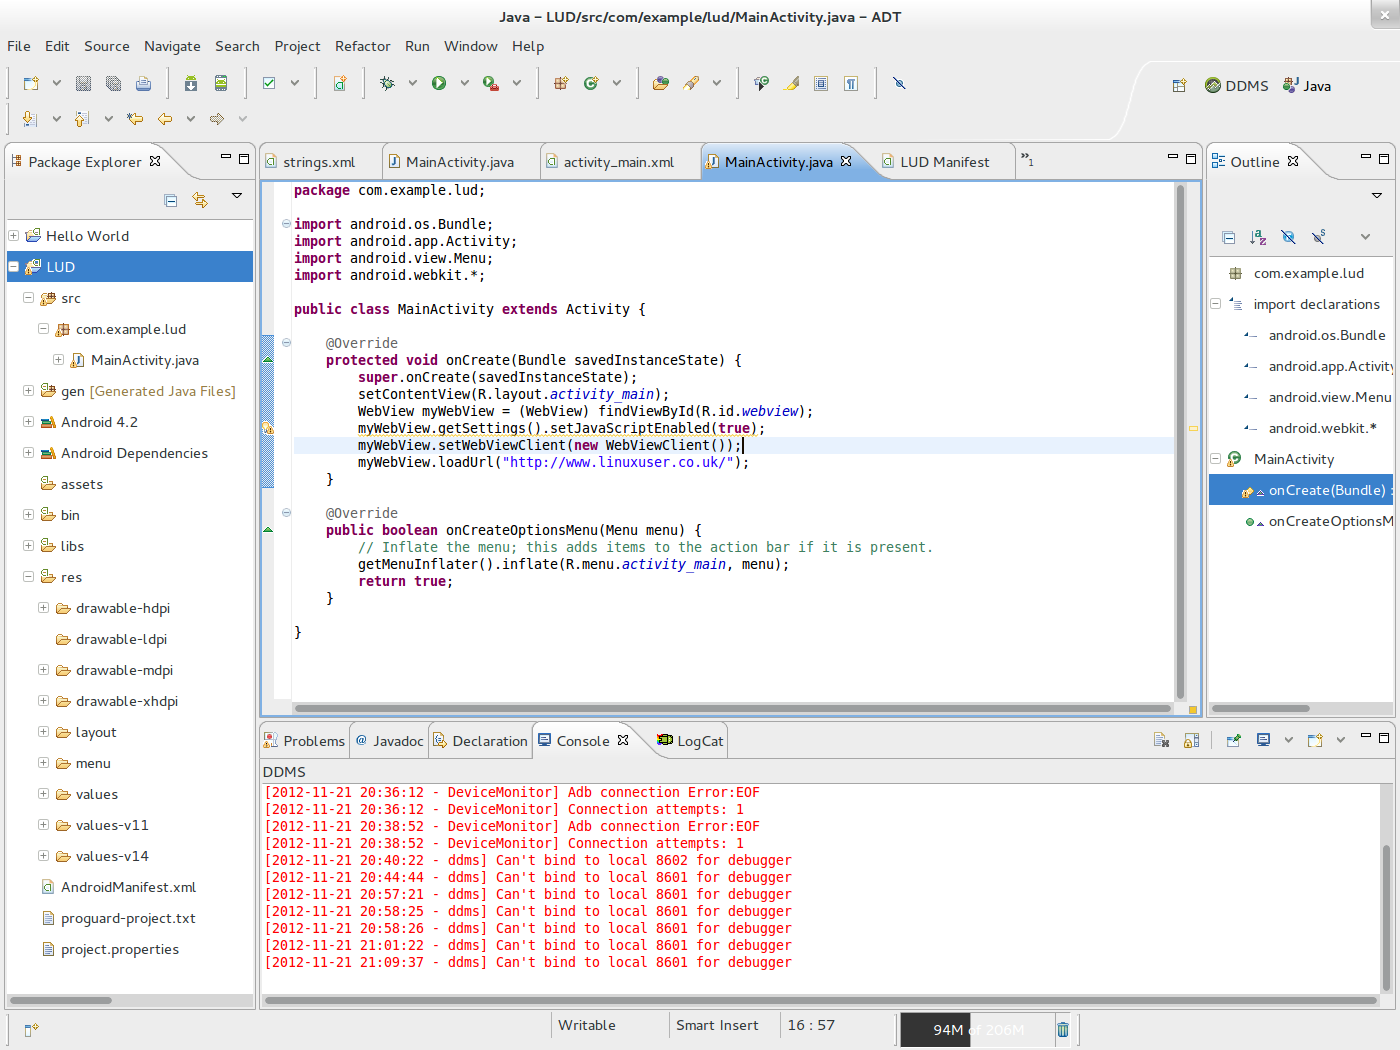 Java – LUD/src/com/example/lud/MainActivity.java – ADT
File Edit Source Navigate Search Project Refactor Run Window Help
DDMS Java
Package Explorer
Hello World
LUD
src
com.example.lud
MainActivity.java
gen [Generated Java Files]
Android 4.2
Android Dependencies
assets
bin
libs
res
drawable-hdpi
drawable-ldpi
drawable-mdpi
drawable-xhdpi
layout
menu
values
values-v11
values-v14
AndroidManifest.xml
proguard-project.txt
project.properties
strings.xml MainActivity.java activity_main.xml MainActivity.java LUD Manifest »1
package com.example.lud;
import android.os.Bundle;
import android.app.Activity;
import android.view.Menu;
import android.webkit.*;
public class MainActivity extends Activity {
@Override
protected void onCreate(Bundle savedInstanceState) {
super.onCreate(savedInstanceState);
setContentView(R.layout.activity_main);
WebView myWebView = (WebView) findViewById(R.id.webview);
myWebView.getSettings().setJavaScriptEnabled(true);
myWebView.setWebViewClient(new WebViewClient());
myWebView.loadUrl("http://www.linuxuser.co.uk/");
}
@Override
public boolean onCreateOptionsMenu(Menu menu) {
// Inflate the menu; this adds items to the action bar if it is present.
getMenuInflater().inflate(R.menu.activity_main, menu);
return true;
}
}
Outline
com.example.lud
import declarations
android.os.Bundle
android.app.Activity
android.view.Menu
android.webkit.*
MainActivity
onCreate(Bundle) :
onCreateOptionsM
Problems Javadoc Declaration Console LogCat
DDMS
[2012-11-21 20:36:12 - DeviceMonitor] Adb connection Error:EOF
[2012-11-21 20:36:12 - DeviceMonitor] Connection attempts: 1
[2012-11-21 20:38:52 - DeviceMonitor] Adb connection Error:EOF
[2012-11-21 20:38:52 - DeviceMonitor] Connection attempts: 1
[2012-11-21 20:40:22 - ddms] Can't bind to local 8602 for debugger
[2012-11-21 20:44:44 - ddms] Can't bind to local 8601 for debugger
[2012-11-21 20:57:21 - ddms] Can't bind to local 8601 for debugger
[2012-11-21 20:58:25 - ddms] Can't bind to local 8601 for debugger
[2012-11-21 20:58:26 - ddms] Can't bind to local 8601 for debugger
[2012-11-21 21:01:22 - ddms] Can't bind to local 8601 for debugger
[2012-11-21 21:09:37 - ddms] Can't bind to local 8601 for debugger
Writable Smart Insert 16 : 57 94M of 206M